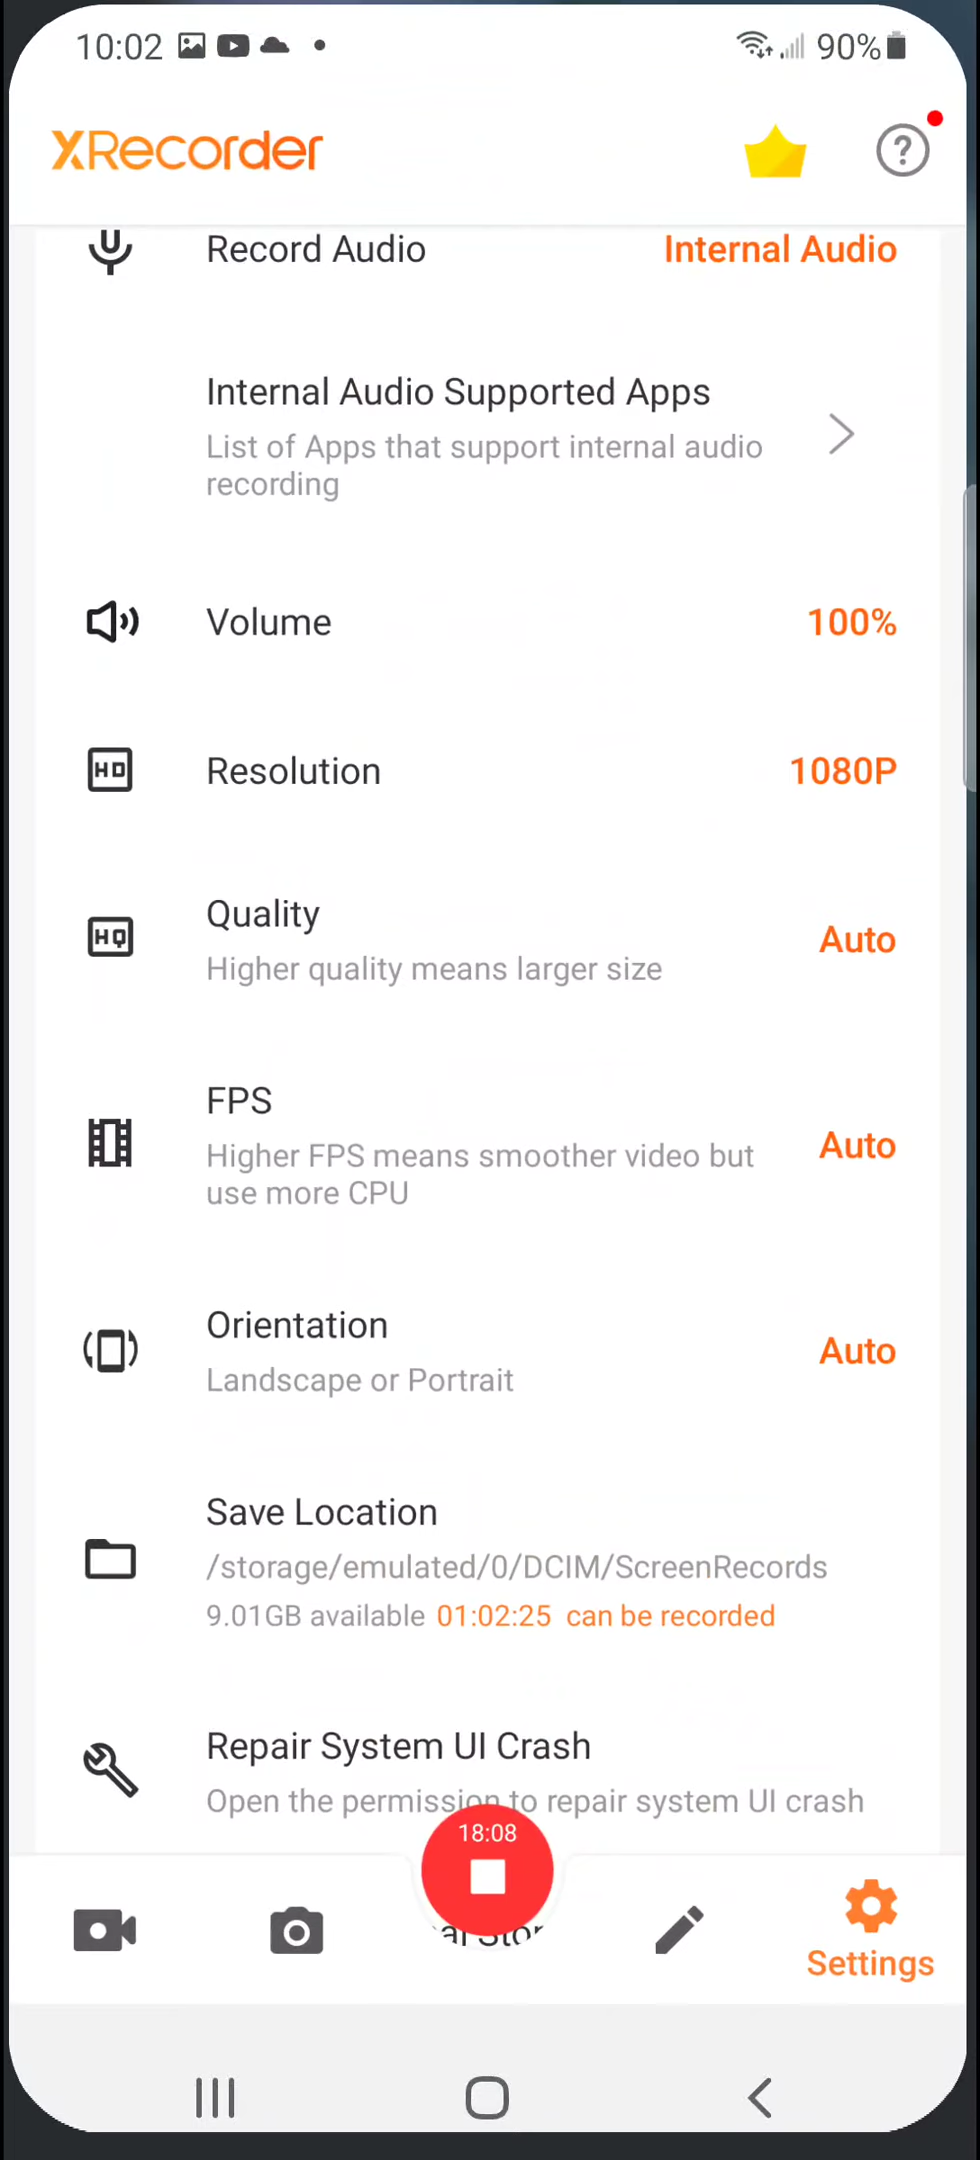 10:02
90%
XRecorder
?
Record Audio
Internal Audio
Internal Audio Supported Apps
List of Apps that support internal audio
recording
Volume
100%
HD
Resolution
1080P
Quality
HQ
Higher quality means larger size
Auto
FPS
Higher FPS means smoother video but
use more CPU
Auto
Orientation
Landscape or Portrait
Auto
Save Location
/storage/emulated/0/DCIM/ScreenRecords
9.01GB available 01:02:25 can be recorded
Repair System UI Crash
Open the permission to repair system UI crash
18:08
Settings